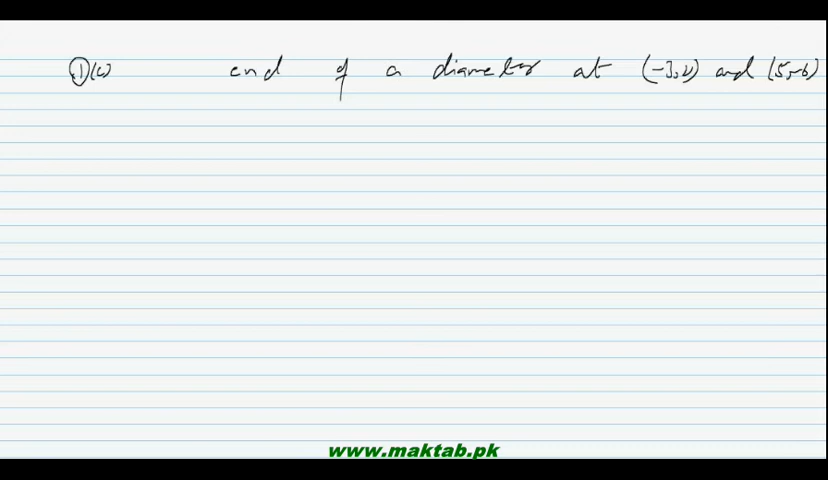 ①(c) end of a diameter at (-3,2) and (5,-6)
www.maktab.pk